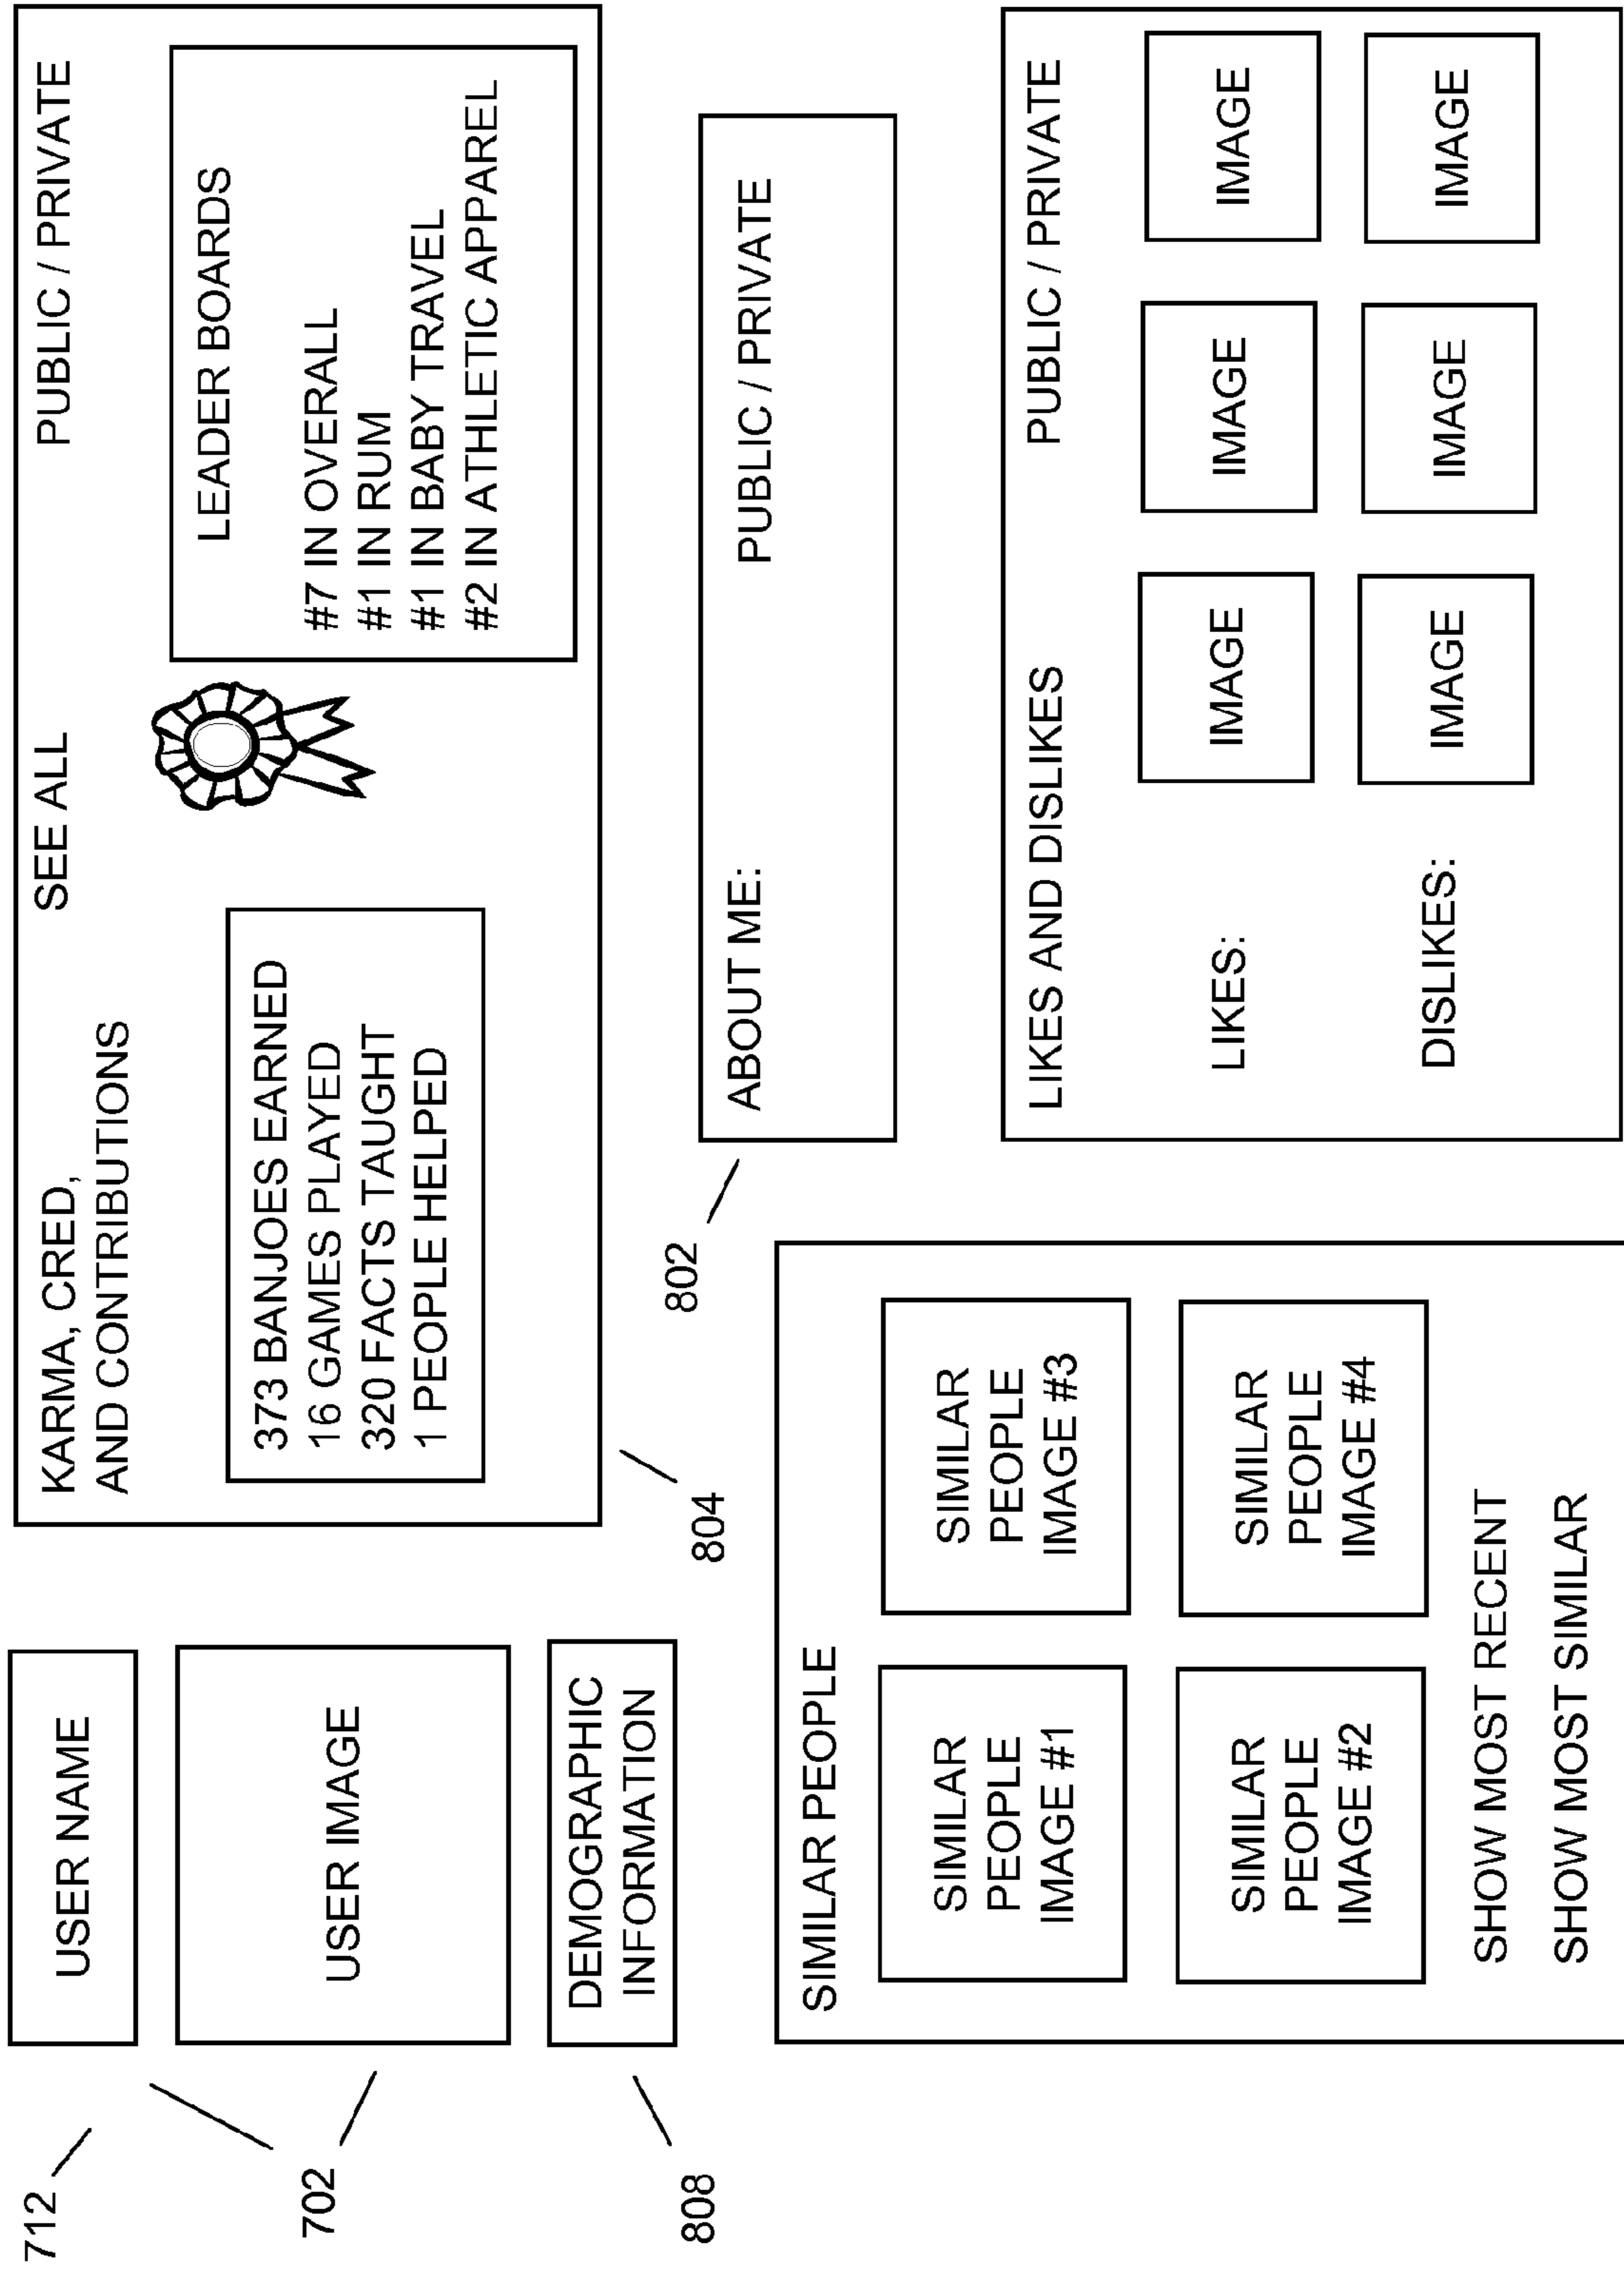 712
702
808
USER NAME
USER IMAGE
DEMOGRAPHIC
INFORMATION
804
KARMA, CRED,
AND CONTRIBUTIONS
SEE ALL
PUBLIC / PRIVATE
373 BANJOES EARNED
16 GAMES PLAYED
320 FACTS TAUGHT
1 PEOPLE HELPED
LEADER BOARDS
#7 IN OVERALL
#1 IN RUM
#1 IN BABY TRAVEL
#2 IN ATHLETIC APPAREL
802
ABOUT ME:
PUBLIC / PRIVATE
SIMILAR PEOPLE
SIMILAR
PEOPLE
IMAGE #1
SIMILAR
PEOPLE
IMAGE #3
SIMILAR
PEOPLE
IMAGE #2
SIMILAR
PEOPLE
IMAGE #4
SHOW MOST RECENT
SHOW MOST SIMILAR
LIKES AND DISLIKES
PUBLIC / PRIVATE
LIKES:
IMAGE
IMAGE
IMAGE
DISLIKES:
IMAGE
IMAGE
IMAGE